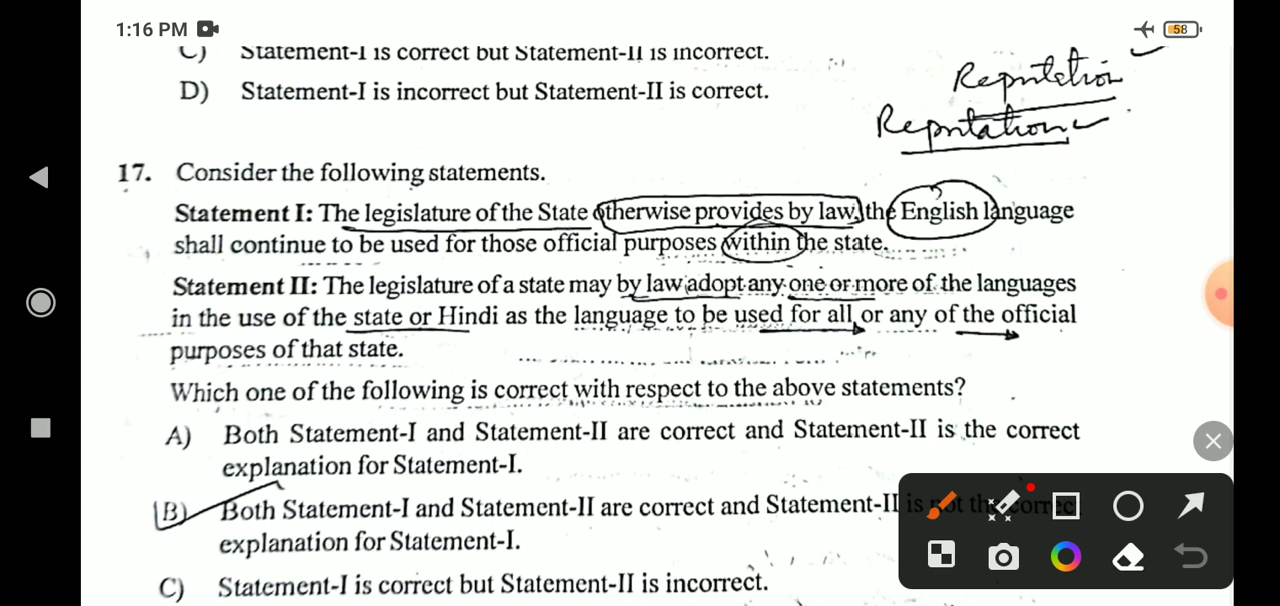 1:16 PM
58
C) Statement-I is correct but Statement-II is incorrect.
D) Statement-I is incorrect but Statement-II is correct.
Reputation
Reputation
17. Consider the following statements.
Statement I: The legislature of the State otherwise provides by law, the English language
shall continue to be used for those official purposes within the state.
Statement II: The legislature of a state may by law adopt any one or more of the languages
in the use of the state or Hindi as the language to be used for all or any of the official
purposes of that state.
Which one of the following is correct with respect to the above statements?
A) Both Statement-I and Statement-II are correct and Statement-II is the correct
explanation for Statement-I.
(B) Both Statement-I and Statement-II are correct and Statement-II is not the correct
explanation for Statement-I.
C) Statement-I is correct but Statement-II is incorrect.